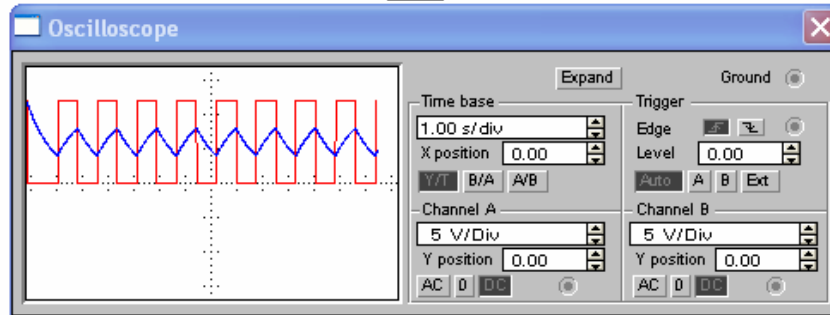 Oscilloscope
Expand
Ground
Time base
1.00 s/div
X position 0.00
Y/T B/A A/B
Trigger
Edge
Level 0.00
Auto A B Ext
Channel A
5 V/Div
Y position 0.00
AC 0 DC
Channel B
5 V/Div
Y position 0.00
AC 0 DC